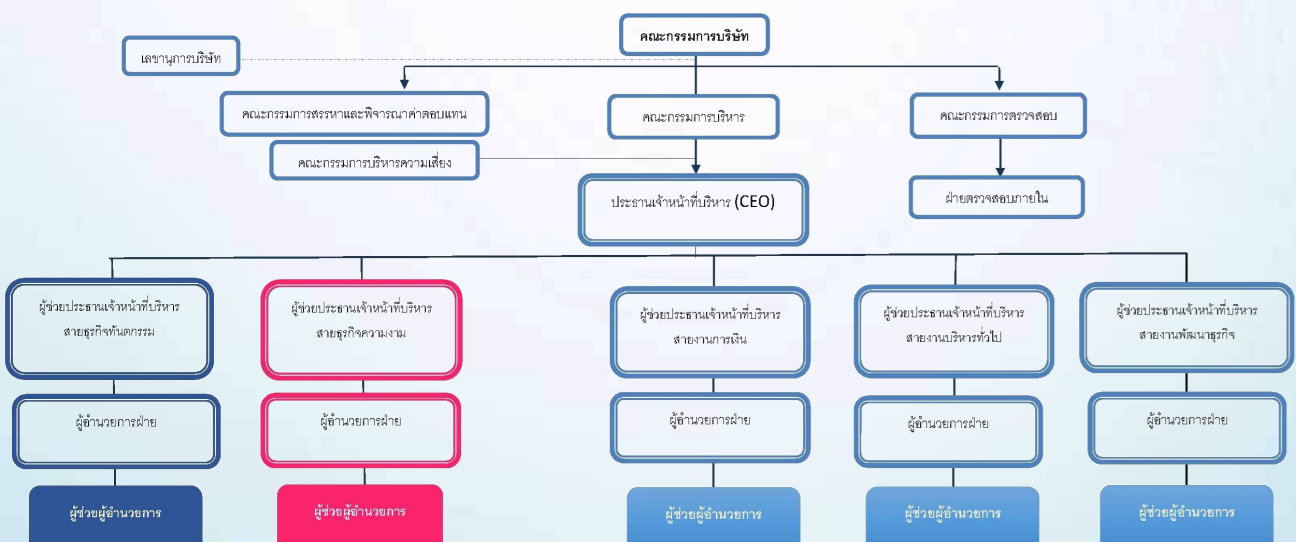 คณะกรรมการบริษัท
เลขานุการบริษัท
คณะกรรมการสรรหาและพิจารณาค่าตอบแทน
คณะกรรมการบริหาร
คณะกรรมการตรวจสอบ
คณะกรรมการบริหารความเสี่ยง
ประธานเจ้าหน้าที่บริหาร (CEO)
ฝ่ายตรวจสอบภายใน
ผู้ช่วยประธานเจ้าหน้าที่บริหาร
สายธุรกิจทันตกรรม
ผู้ช่วยประธานเจ้าหน้าที่บริหาร
สายธุรกิจความงาม
ผู้ช่วยประธานเจ้าหน้าที่บริหาร
สายงานการเงิน
ผู้ช่วยประธานเจ้าหน้าที่บริหาร
สายงานบริหารทั่วไป
ผู้ช่วยประธานเจ้าหน้าที่บริหาร
สายงานพัฒนาธุรกิจ
ผู้อำนวยการฝ่าย
ผู้อำนวยการฝ่าย
ผู้อำนวยการฝ่าย
ผู้อำนวยการฝ่าย
ผู้อำนวยการฝ่าย
ผู้ช่วยผู้อำนวยการ
ผู้ช่วยผู้อำนวยการ
ผู้ช่วยผู้อำนวยการ
ผู้ช่วยผู้อำนวยการ
ผู้ช่วยผู้อำนวยการ